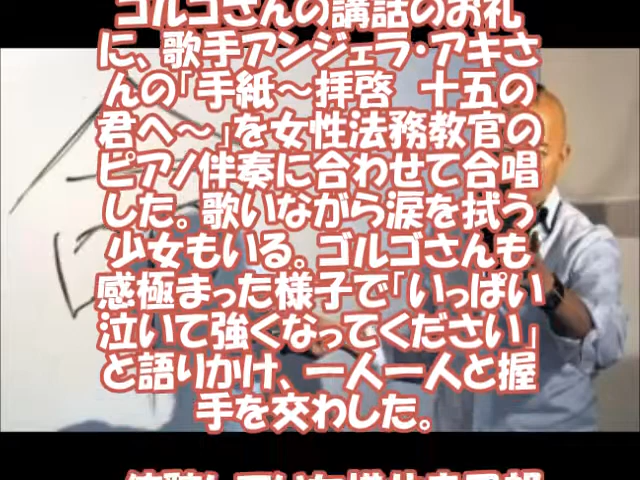 ゴルゴさんの講話のお礼
に、歌手アンジェラ・アキさ
んの「手紙～拝啓　十五の
君へ～」を女性法務教官の
ピアノ伴奏に合わせて合唱
した。歌いながら涙を拭う
少女もいる。ゴルゴさんも
感極まった様子で「いっぱい
泣いて強くなってください」
と語りかけ、一人一人と握
手を交わした。